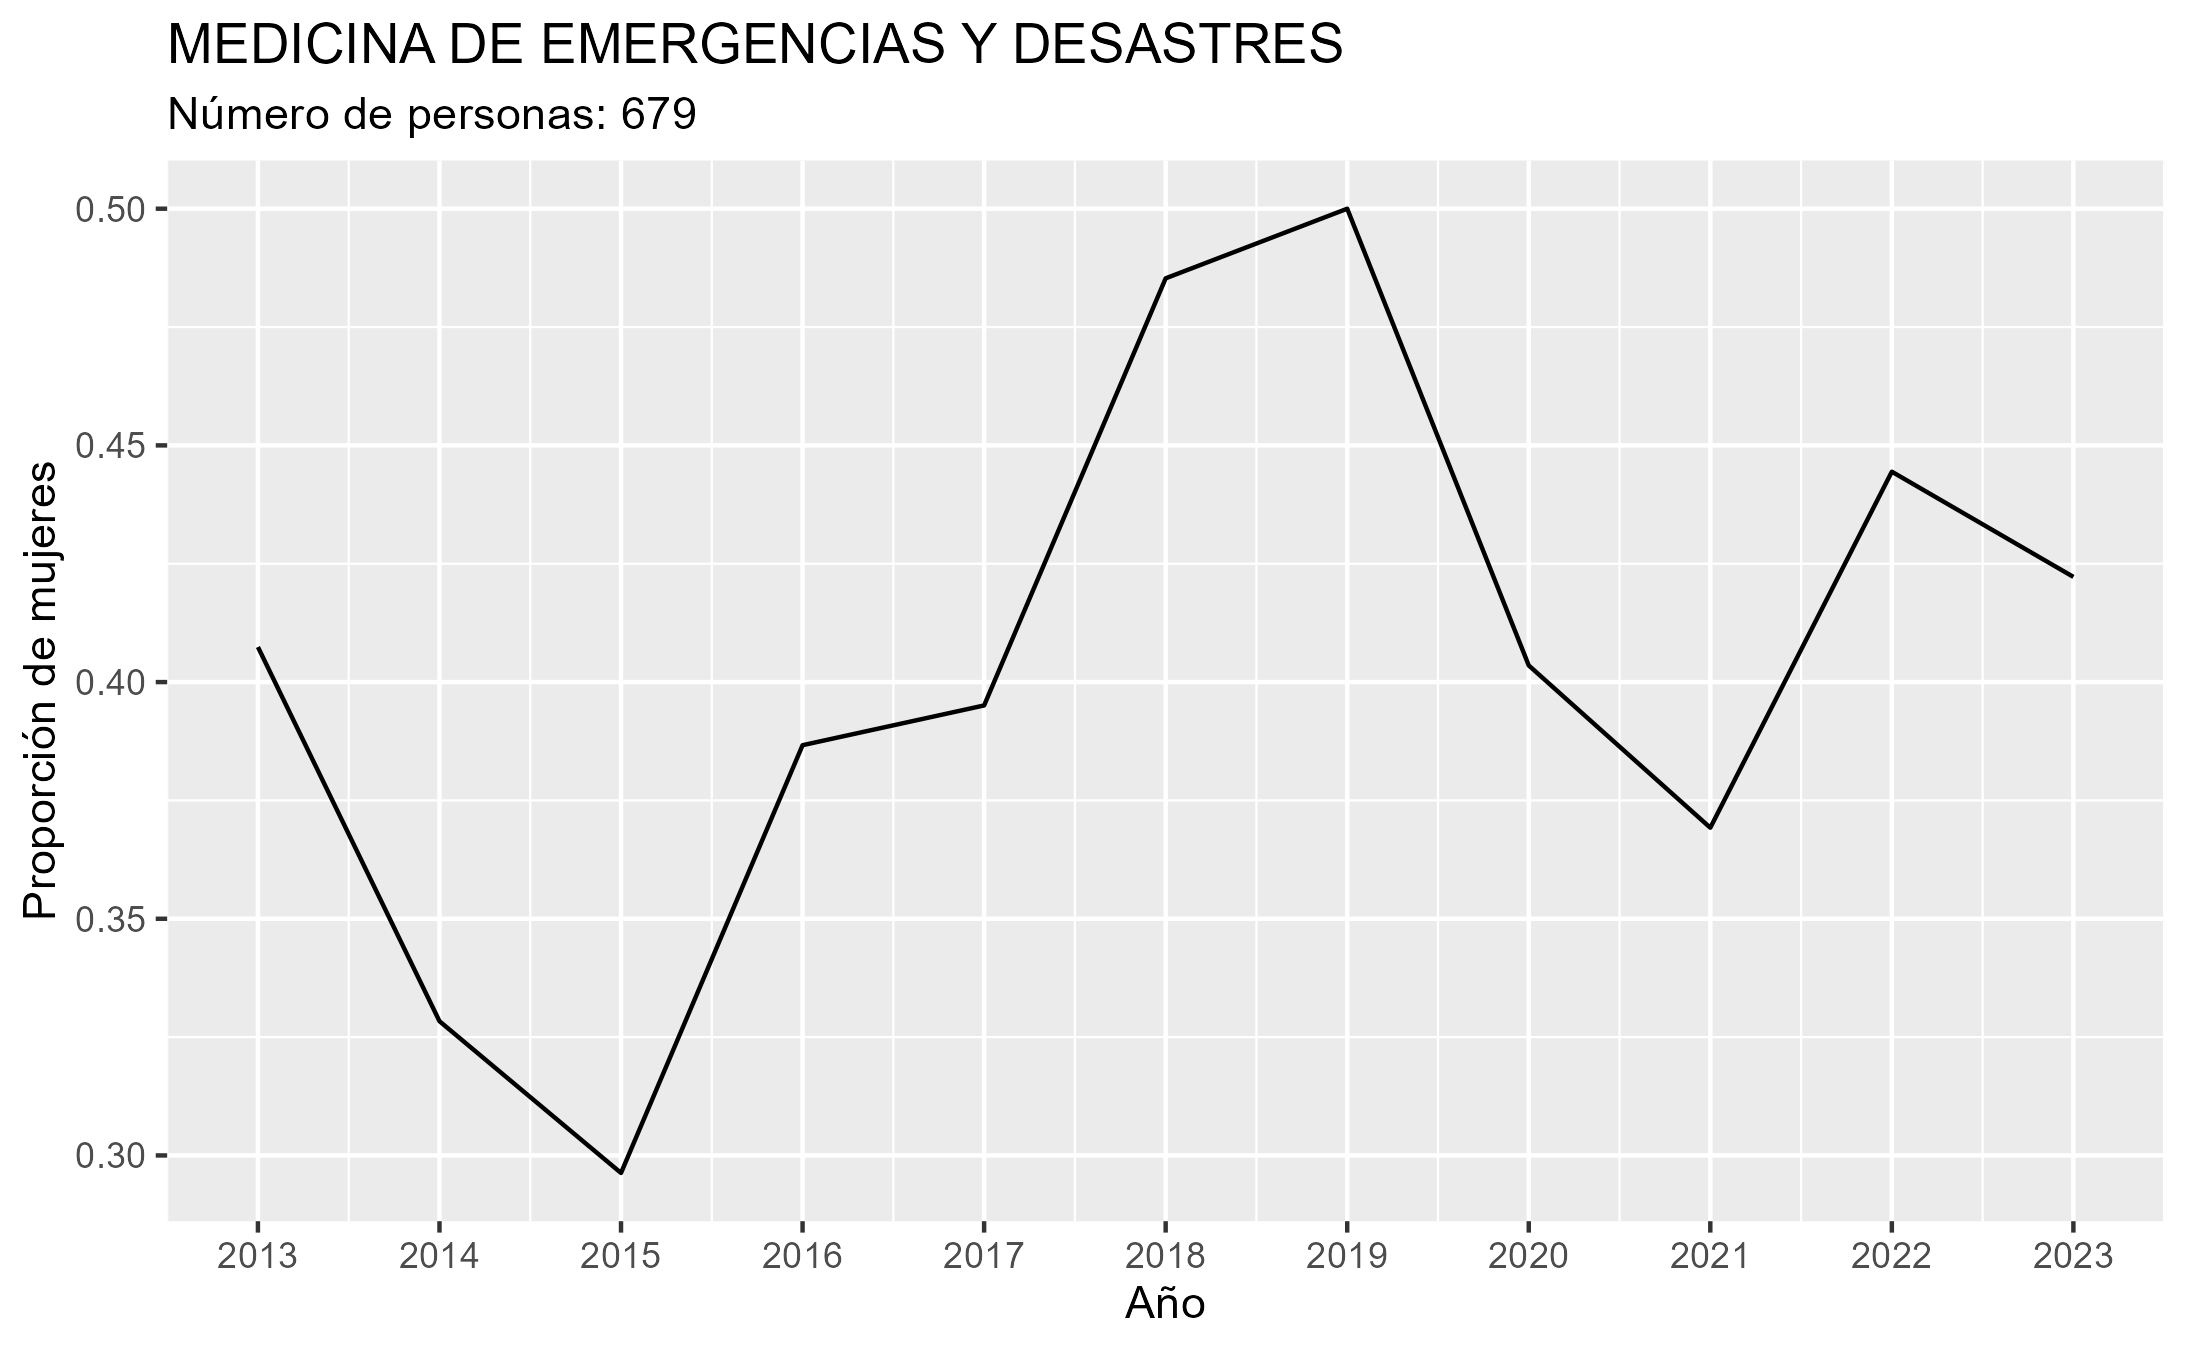 MEDICINA DE EMERGENCIAS Y DESASTRES
Número de personas: 679
Proporción de mujeres
0.50
0.45
0.40
0.35
0.30
2013 2014 2015 2016 2017 2018 2019 2020 2021 2022 2023
Año